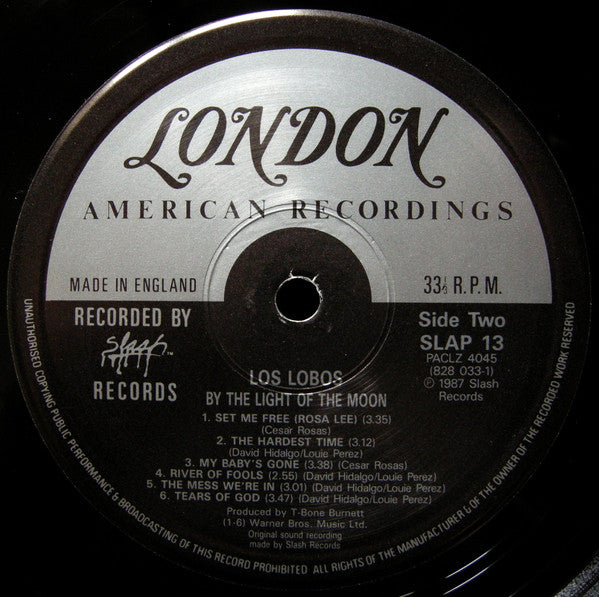 LONDON
AMERICAN RECORDINGS
MADE IN ENGLAND
33⅓ R.P.M.
RECORDED BY
slash™
RECORDS
Side Two
SLAP 13
PACLZ 4045
(828 033-1)
℗ 1987 Slash
Records
LOS LOBOS
BY THE LIGHT OF THE MOON
1. SET ME FREE (ROSA LEE) (3.35)
(Cesar Rosas)
2. THE HARDEST TIME (3.12)
(David Hidalgo/Louie Perez)
3. MY BABY'S GONE (3.38) (Cesar Rosas)
4. RIVER OF FOOLS (2.55) (David Hidalgo/Louie Perez)
5. THE MESS WE'RE IN (3.01) (David Hidalgo/Louie Perez)
6. TEARS OF GOD (3.47) (David Hidalgo/Louie Perez)
Produced by T-Bone Burnett
(1-6) Warner Bros. Music Ltd.
Original sound recording
made by Slash Records
UNAUTHORISED COPYING PUBLIC PERFORMANCE & BROADCASTING OF THIS RECORD PROHIBITED ALL RIGHTS OF THE MANUFACTURER & OF THE OWNER OF THE RECORDED WORK RESERVED